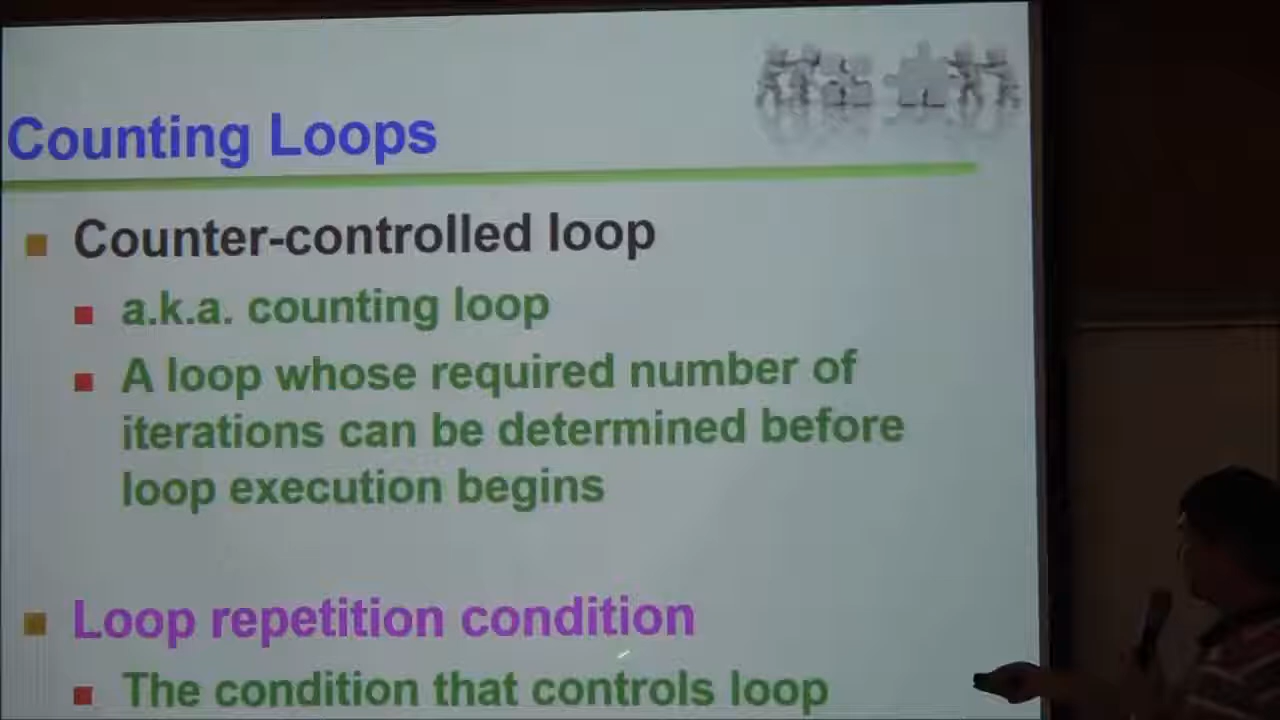 Counting Loops
Counter-controlled loop
a.k.a. counting loop
A loop whose required number of
iterations can be determined before
loop execution begins
Loop repetition condition
The condition that controls loop